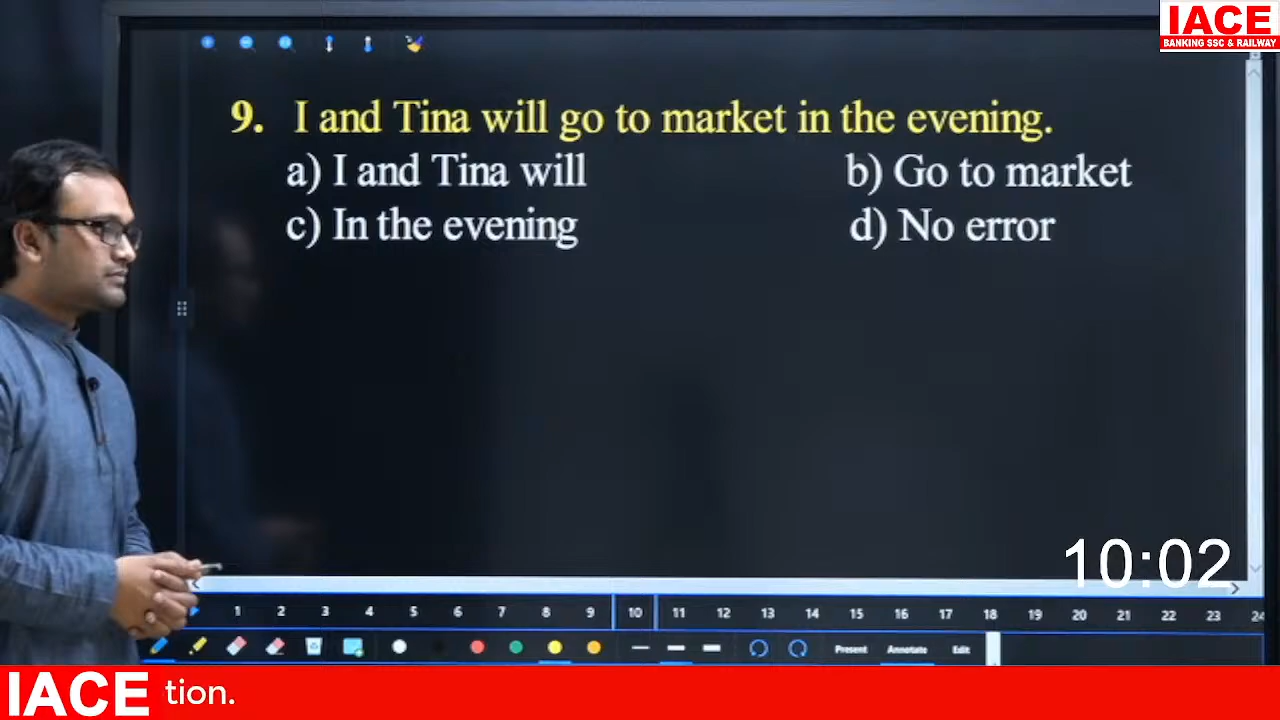 IACE
BANKING SSC & RAILWAY
9. I and Tina will go to market in the evening.
a) I and Tina will b) Go to market
c) In the evening d) No error
10:02
1 2 3 4 5 6 7 8 9 10 11 12 13 14 15 16 17 18 19 20 21 22 23 24
Present Annotate Edit
IACE tion.